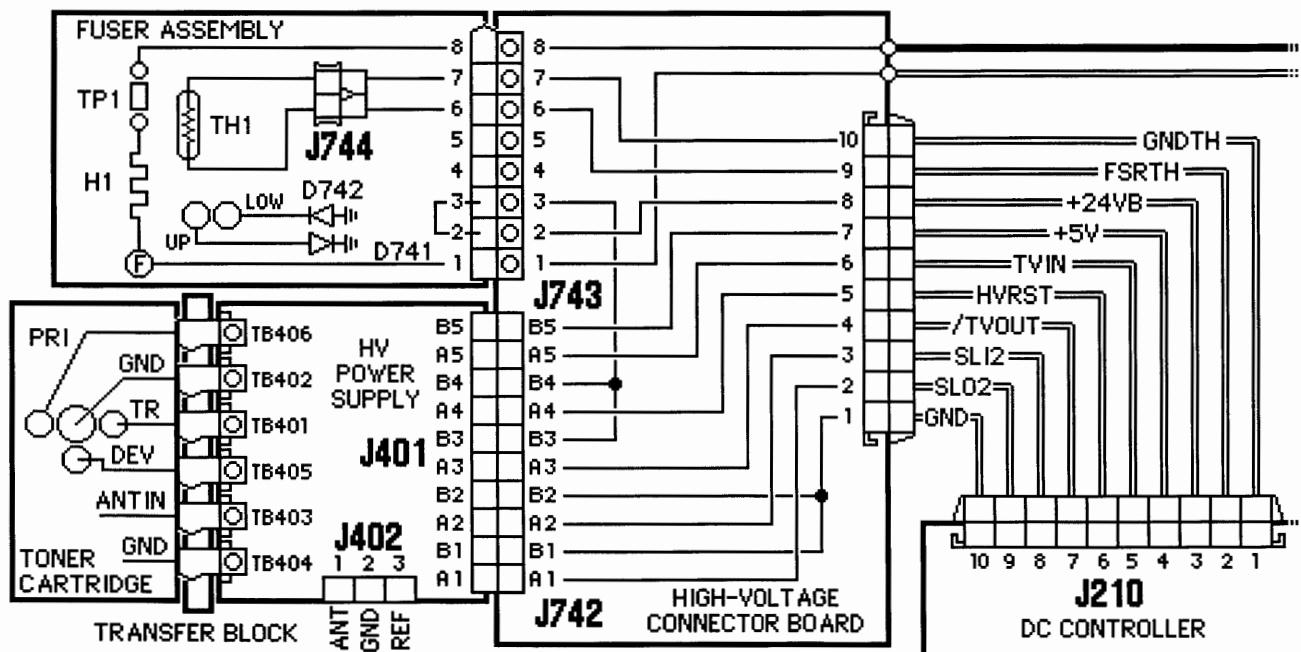 FUSER ASSEMBLY
TP1
H1
TH1
J744
D742
LOW
UP
D741
F
8 8
7 7
6 6
5 5
4 4
3 3
2 2
1 1
J743
10 GNDTH
9 FSRTH
8 +24VB
7 +5V
6 TVIN
5 HVRST
4 /TVOUT
3 SLI2
2 SLO2
1 GND
PRI
GND
TR
DEV
ANTIN
GND
TONER
CARTRIDGE
TB406
TB402
TB401
TB405
TB403
TB404
HV
POWER
SUPPLY
J401
J402
1 2 3
ANT
GND
REF
B5 B5
A5 A5
B4 B4
A4 A4
B3 B3
A3 A3
B2 B2
A2 A2
B1 B1
A1 A1
J742
HIGH-VOLTAGE
CONNECTOR BOARD
TRANSFER BLOCK
10 9 8 7 6 5 4 3 2 1
J210
DC CONTROLLER